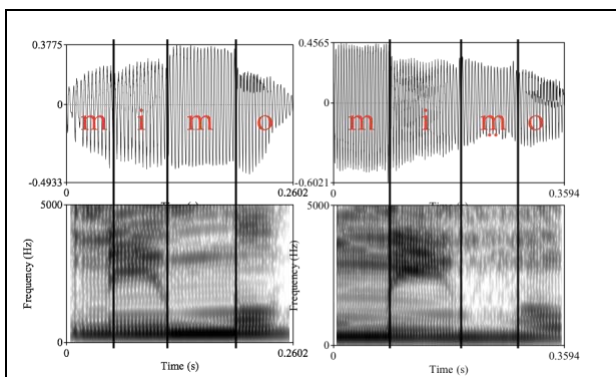 0.3775 0.4565
0 0
m i m o m i m o
-0.4933 -0.6021
0 0.2602 0 0.3594
5000 5000
Frequency (Hz) Frequency (Hz)
0 0
0 0.2602 0 0.3594
Time (s) Time (s)